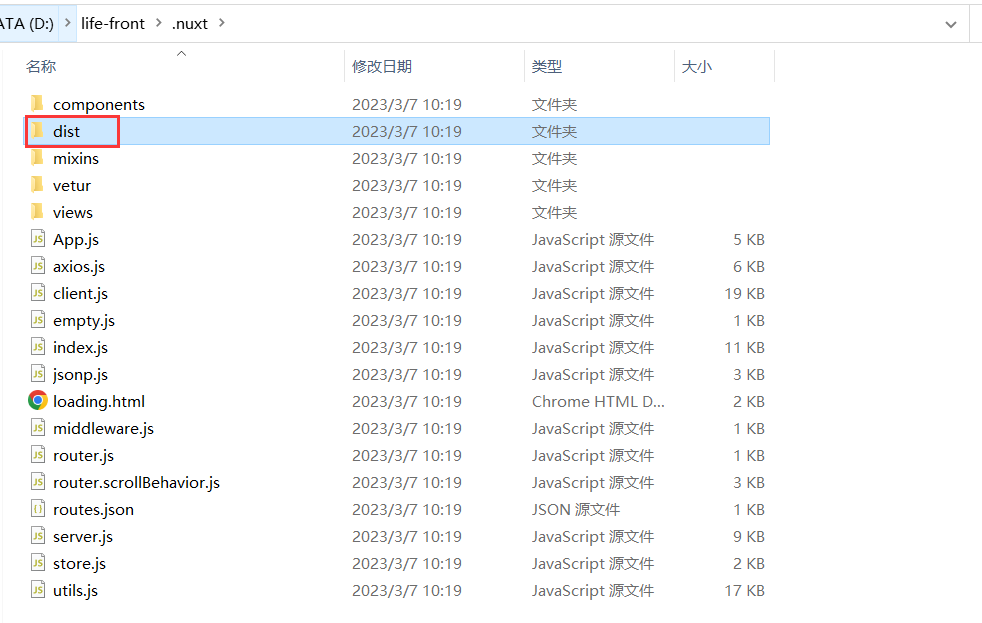 ATA (D:) > life-front > .nuxt >
名称 修改日期 类型 大小
components 2023/3/7 10:19 文件夹
dist 2023/3/7 10:19 文件夹
mixins 2023/3/7 10:19 文件夹
vetur 2023/3/7 10:19 文件夹
views 2023/3/7 10:19 文件夹
App.js 2023/3/7 10:19 JavaScript 源文件 5 KB
axios.js 2023/3/7 10:19 JavaScript 源文件 6 KB
client.js 2023/3/7 10:19 JavaScript 源文件 19 KB
empty.js 2023/3/7 10:19 JavaScript 源文件 1 KB
index.js 2023/3/7 10:19 JavaScript 源文件 11 KB
jsonp.js 2023/3/7 10:19 JavaScript 源文件 3 KB
loading.html 2023/3/7 10:19 Chrome HTML D... 2 KB
middleware.js 2023/3/7 10:19 JavaScript 源文件 1 KB
router.js 2023/3/7 10:19 JavaScript 源文件 1 KB
router.scrollBehavior.js 2023/3/7 10:19 JavaScript 源文件 3 KB
routes.json 2023/3/7 10:19 JSON 源文件 1 KB
server.js 2023/3/7 10:19 JavaScript 源文件 9 KB
store.js 2023/3/7 10:19 JavaScript 源文件 2 KB
utils.js 2023/3/7 10:19 JavaScript 源文件 17 KB